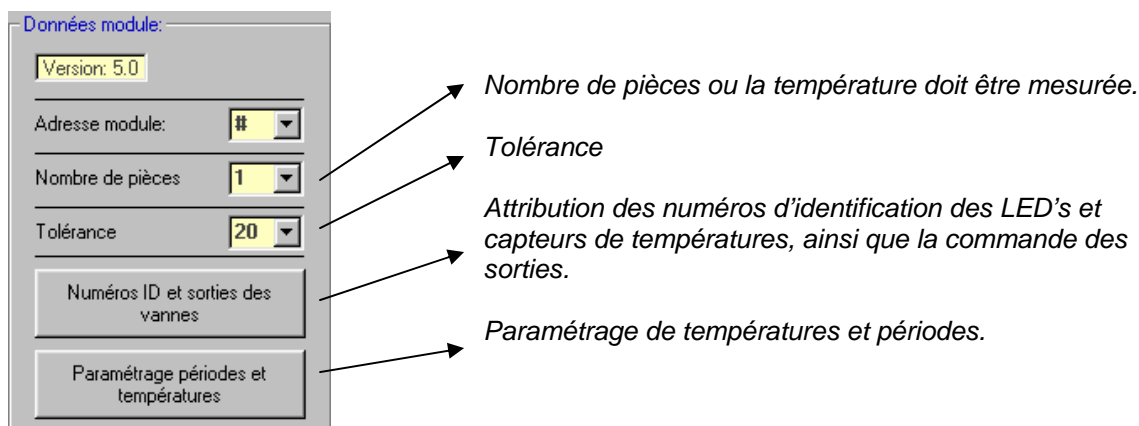 Données module:
Version: 5.0
Adresse module: #
Nombre de pièces 1
Tolérance 20
Numéros ID et sorties des
vannes
Paramétrage périodes et
températures
Nombre de pièces ou la température doit être mesurée.
Tolérance
Attribution des numéros d'identification des LED's et
capteurs de températures, ainsi que la commande des
sorties.
Paramétrage de températures et périodes.